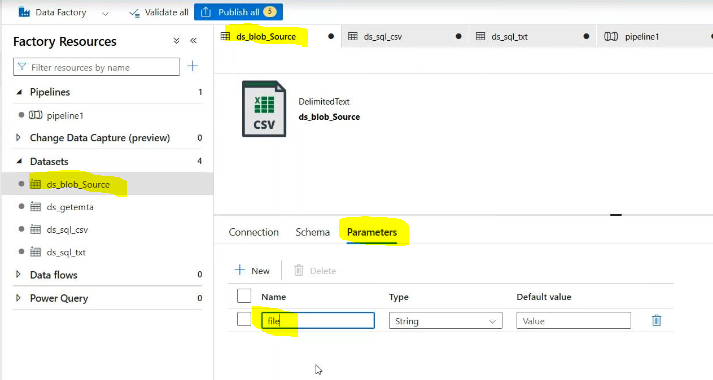 Data Factory
Validate all
Publish all 5
Factory Resources
Filter resources by name
Pipelines 1
pipeline1
Change Data Capture (preview) 0
Datasets 4
ds_blob_Source
ds_getemta
ds_sql_csv
ds_sql_txt
Data flows 0
Power Query 0
ds_blob_Source ds_sql_csv ds_sql_txt pipeline1
CSV
DelimitedText
ds_blob_Source
Connection Schema Parameters
New Delete
Name Type Default value
file String Value